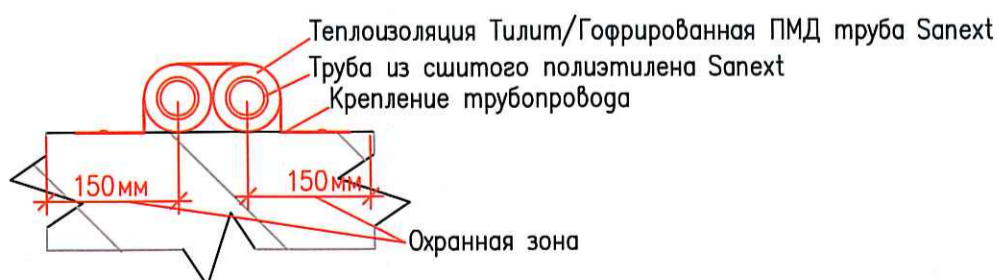 Теплоизоляция Тилит/Гофрированная ПМД труба Sanext
Труба из сшитого полиэтилена Sanext
Крепление трубопровода
150мм
150мм
Охранная зона